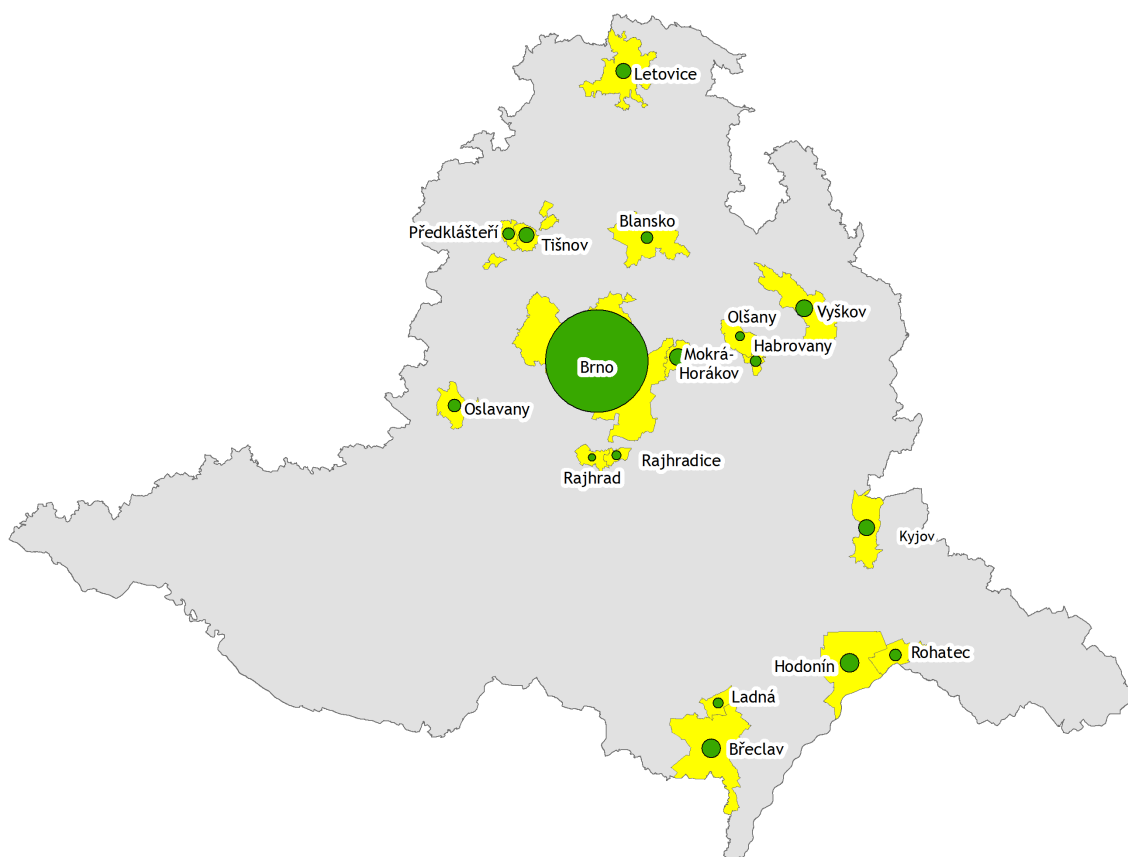 Letovice
Předklášteří
Tišnov
Blansko
Vyškov
Olšany
Habrovany
Mokrá-
Horákov
Brno
Oslavany
Rajhradice
Rajhrad
Kyjov
Rohatec
Hodonín
Ladná
Břeclav